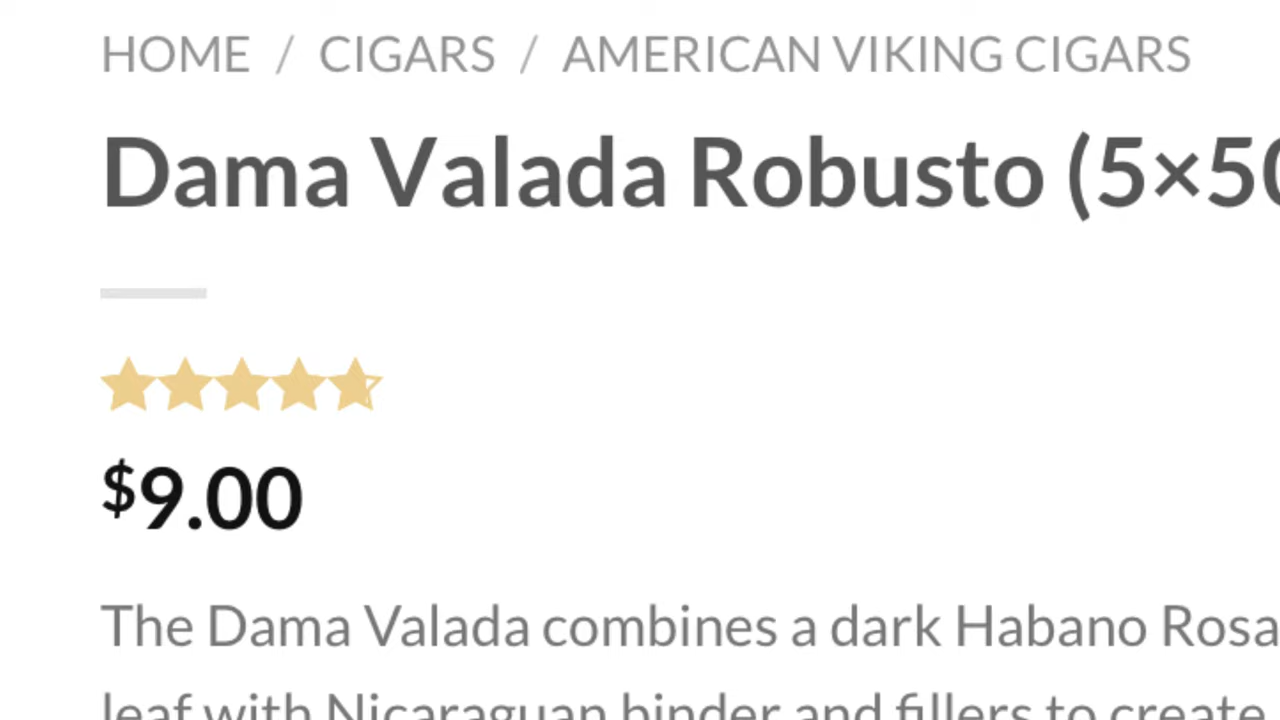 HOME / CIGARS / AMERICAN VIKING CIGARS
Dama Valada Robusto (5×50
$9.00
The Dama Valada combines a dark Habano Rosa
leaf with Nicaraguan binder and fillers to create